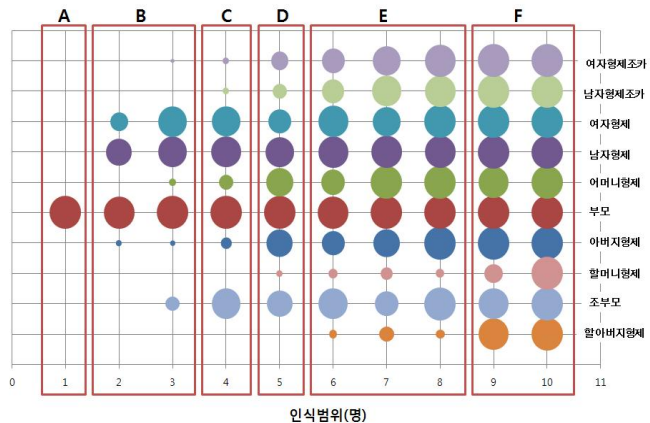 A B C D E F
여자형제조카
남자형제조카
여자형제
남자형제
어머니형제
부모
아버지형제
할머니형제
조부모
할아버지형제
0 1 2 3 4 5 6 7 8 9 10 11
인식범위(명)